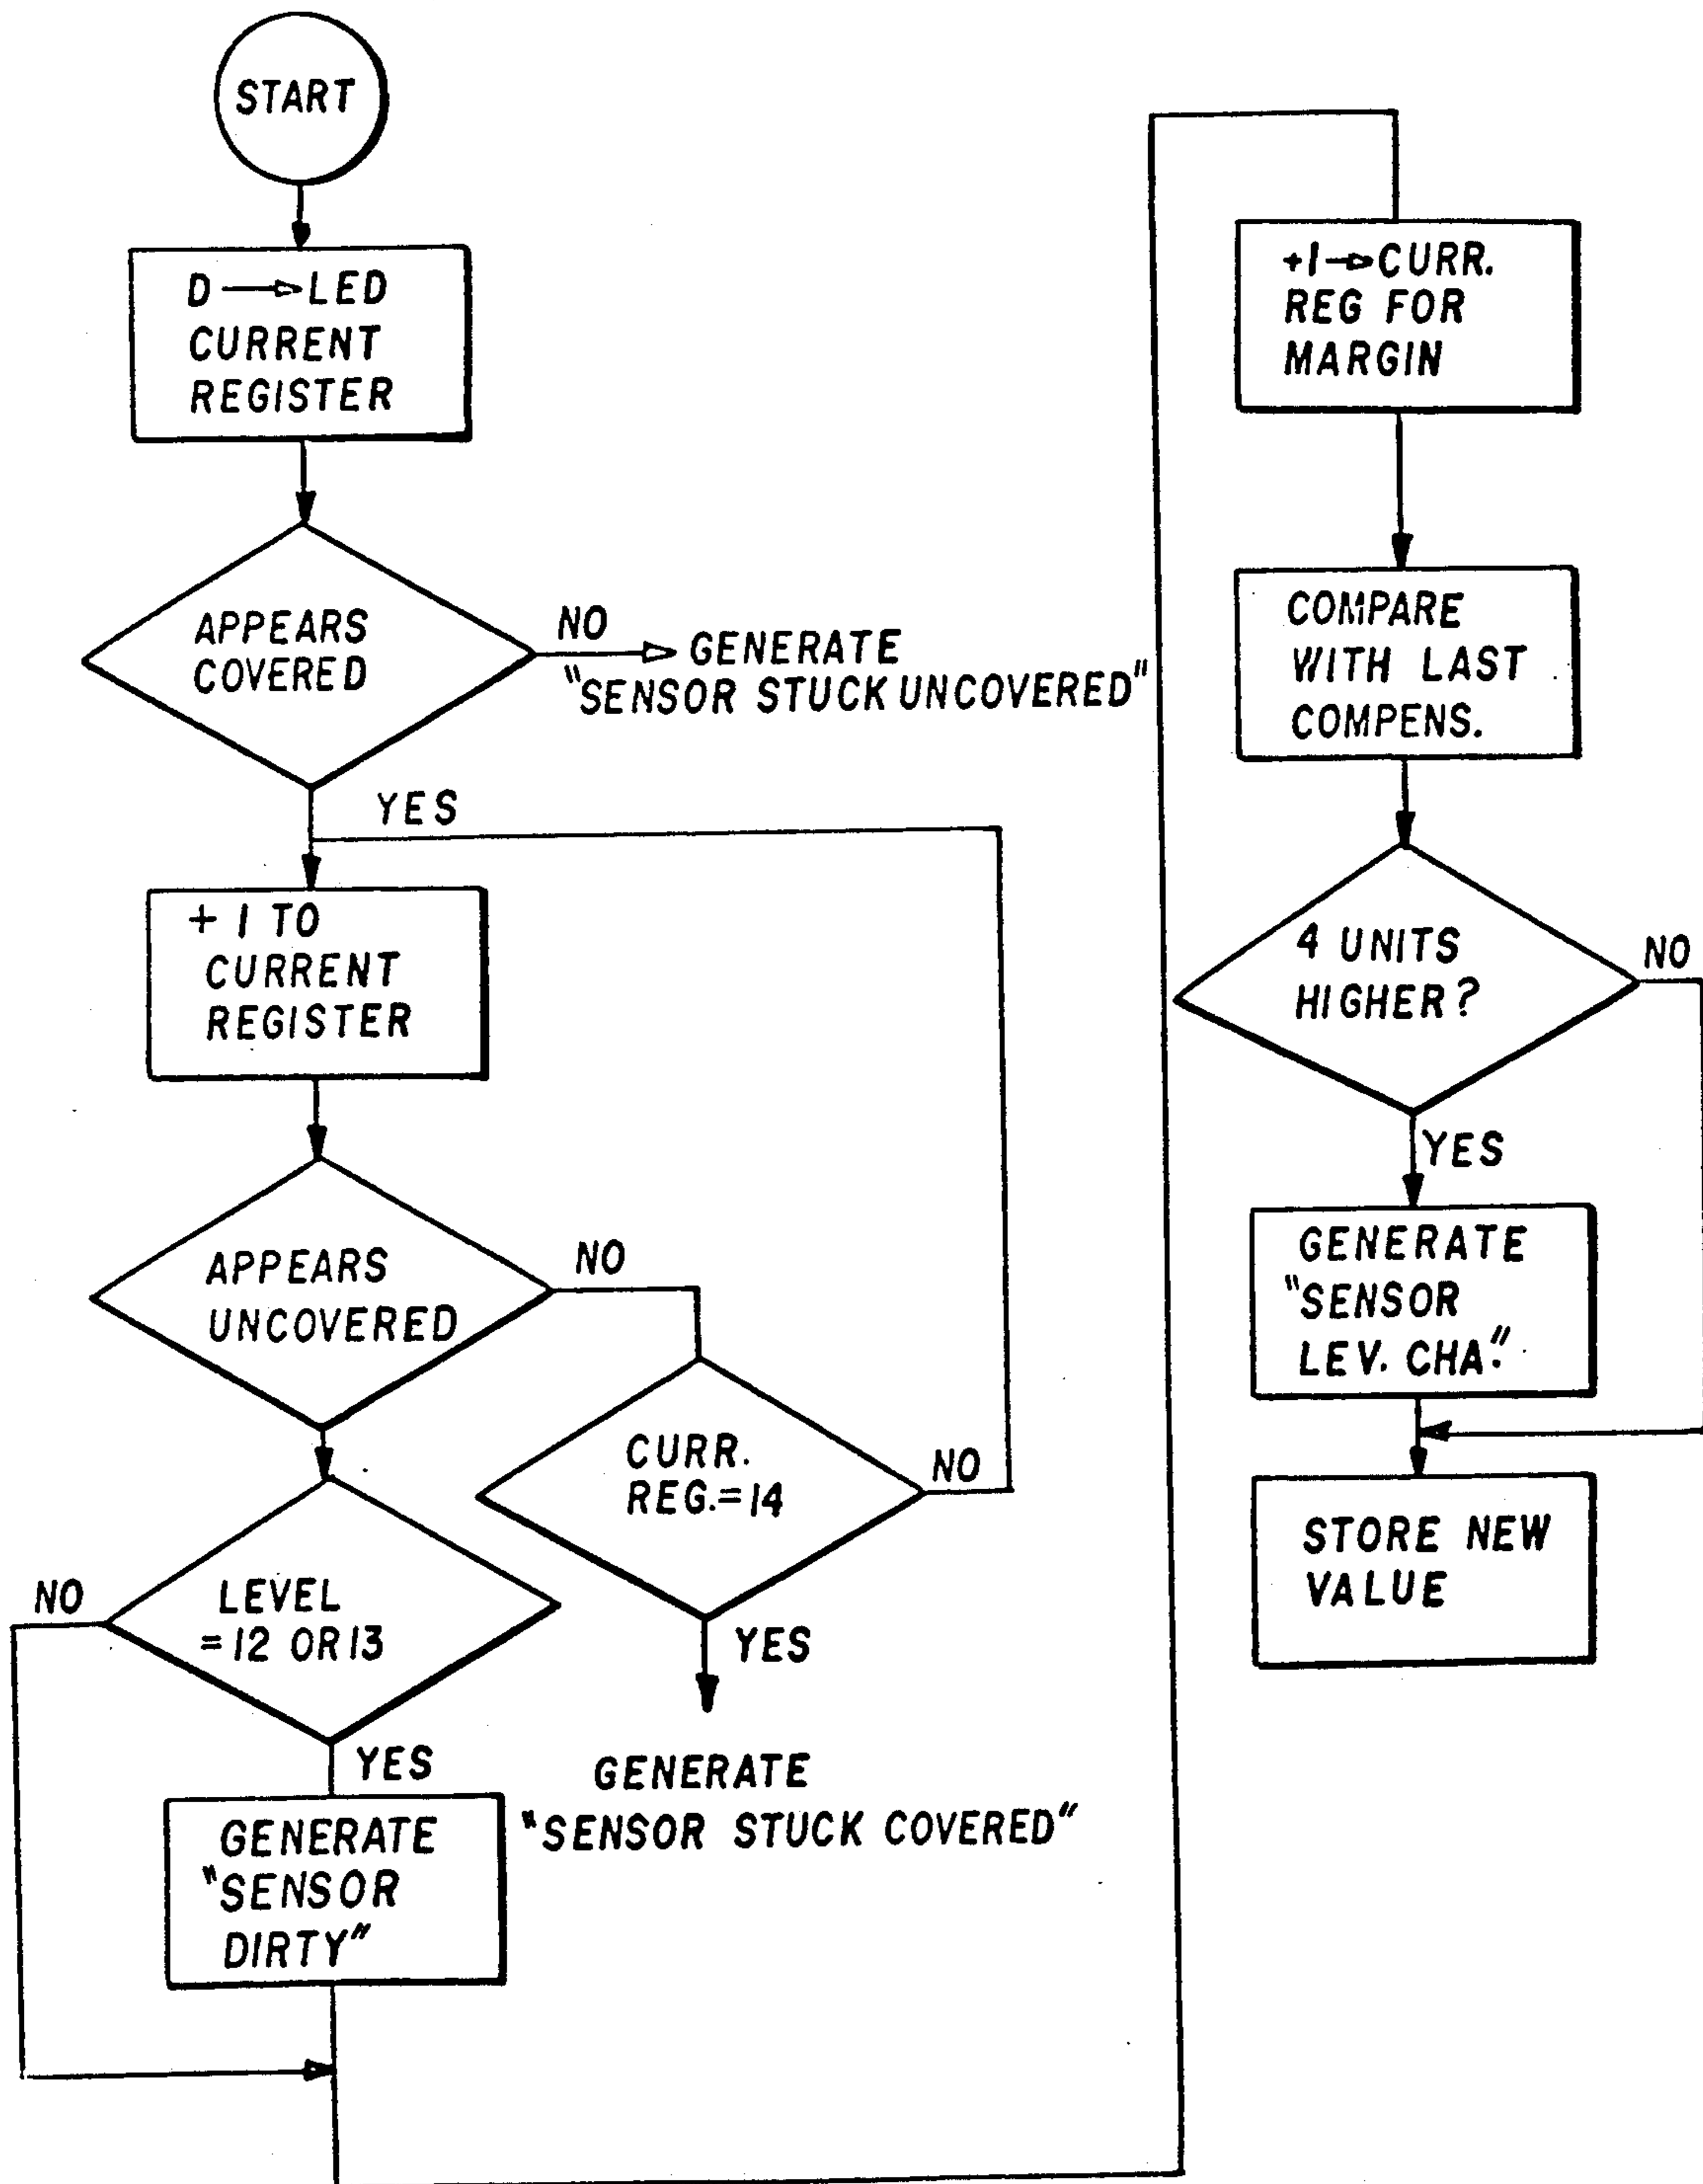 START
D → LED
CURRENT
REGISTER
APPEARS
COVERED
NO
GENERATE
"SENSOR STUCK UNCOVERED"
YES
+ 1 TO
CURRENT
REGISTER
APPEARS
UNCOVERED
NO
CURR.
REG.=14
NO
YES
GENERATE
"SENSOR STUCK COVERED"
LEVEL
=12 OR 13
NO
YES
GENERATE
"SENSOR
DIRTY"
+1→CURR.
REG FOR
MARGIN
COMPARE
WITH LAST
COMPENS.
4 UNITS
HIGHER?
NO
YES
GENERATE
"SENSOR
LEV. CHA."
STORE NEW
VALUE